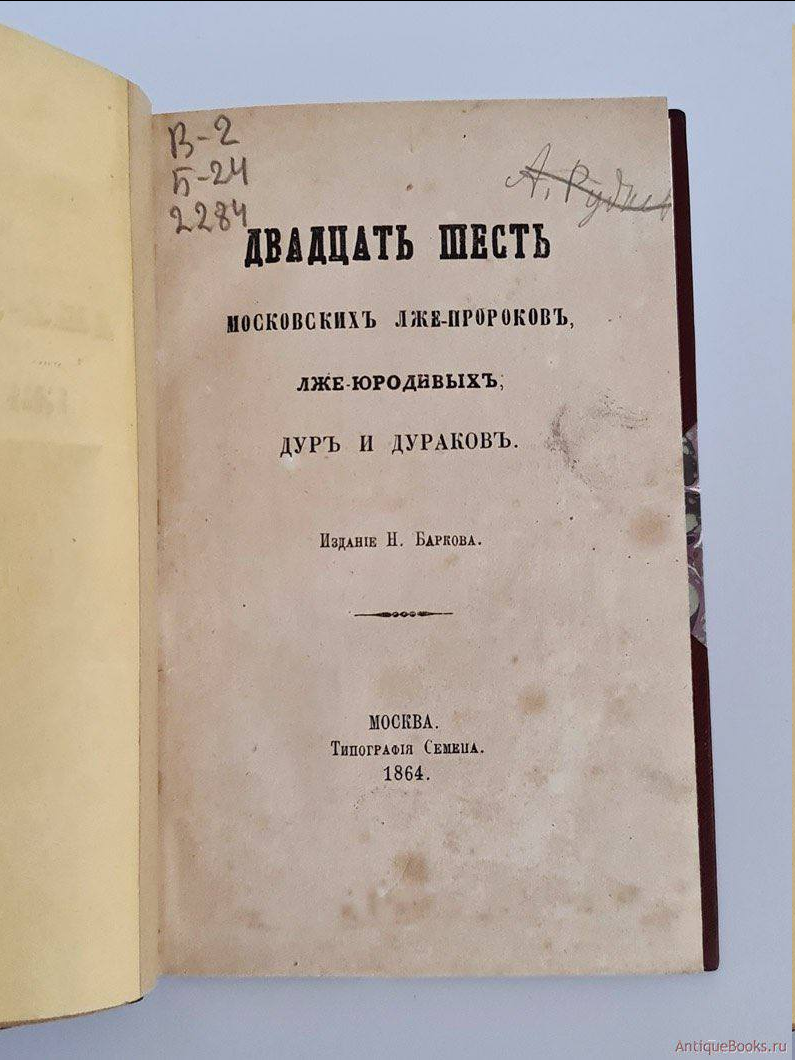 В-2
Б-24
2284
А. Рудне
ДВАДЦАТЬ ШЕСТЬ
МОСКОВСКИХЪ ЛЖЕ-ПРОРОКОВЪ,
ЛЖЕ-ЮРОДИВЫХЪ,
ДУРЪ И ДУРАКОВЪ.
Изданіе Н. Баркова.
МОСКВА.
Типографія Семена.
1864.
AntiqueBooks.ru